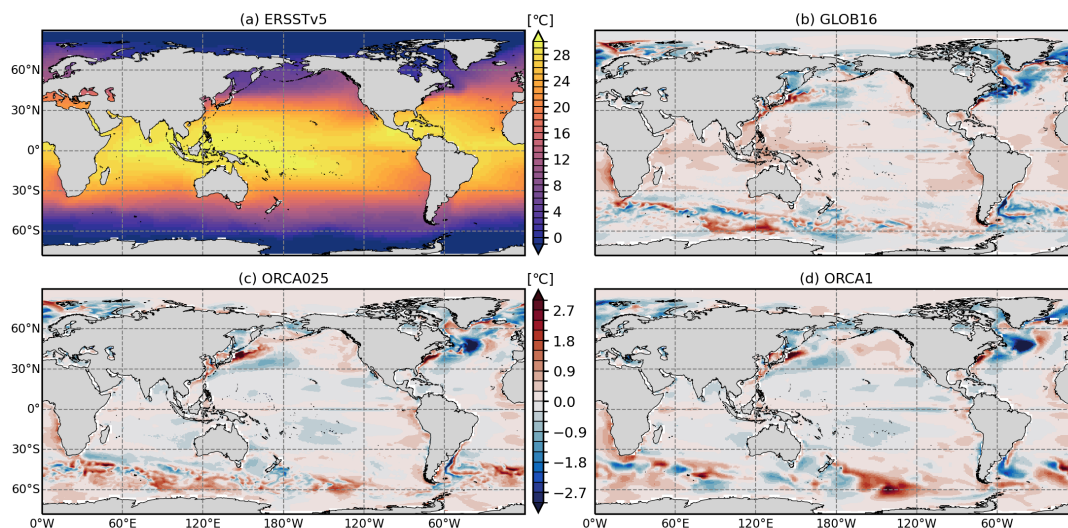 (a) ERSSTv5 [°C] (b) GLOB16
60°N
30°N
0°
30°S
60°S
28
24
20
16
12
8
4
0
(c) ORCA025 [°C] (d) ORCA1
60°N
30°N
0°
30°S
60°S
2.7
1.8
0.9
0.0
−0.9
−1.8
−2.7
0°W 60°E 120°E 180°W 120°W 60°W 0°W 60°E 120°E 180°W 120°W 60°W